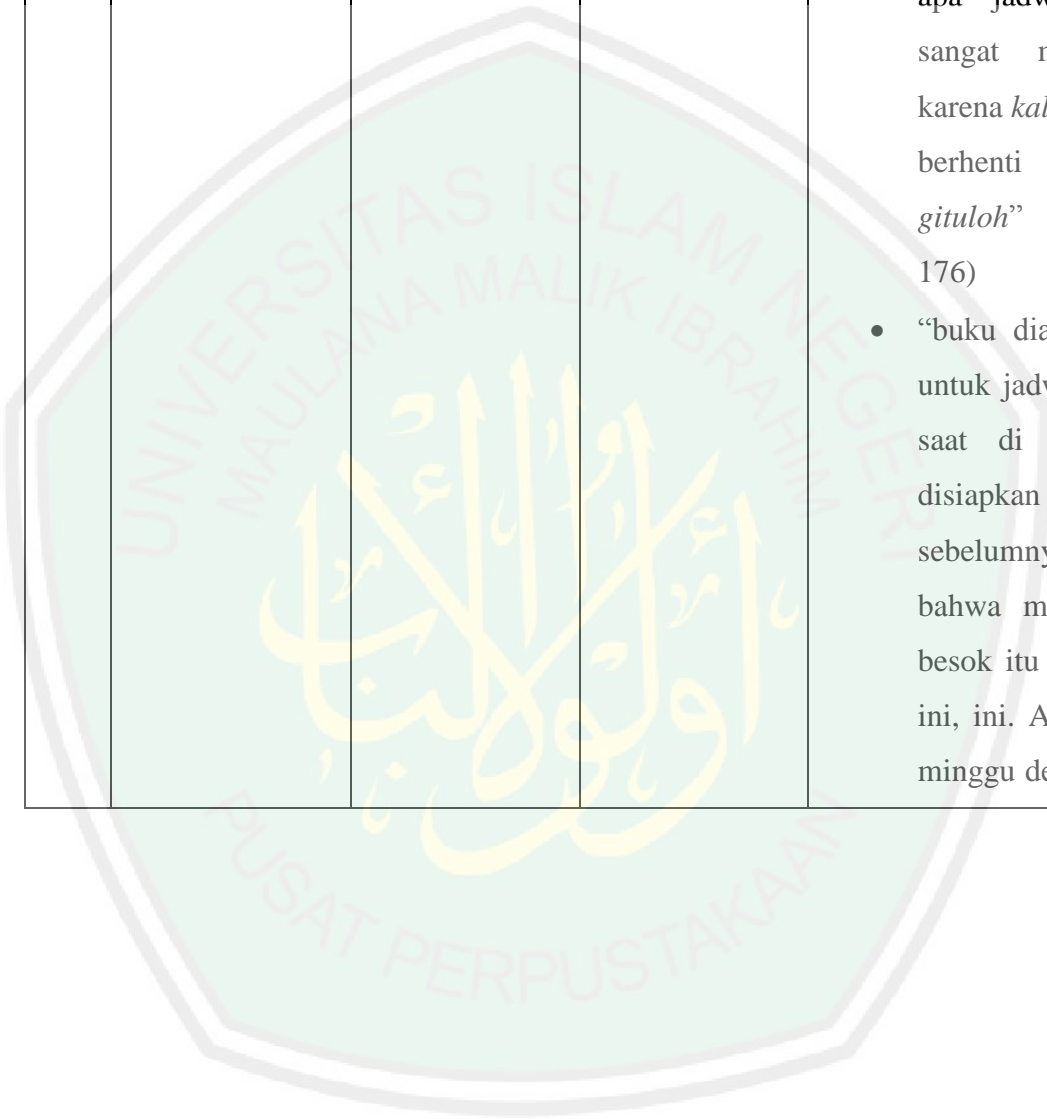 apa jadw
sangat
karena kal
berhenti
gituloh”
176)
• “buku dia
untuk jadw
saat di
disiapkan
sebelumny
bahwa m
besok itu
ini, ini. A
minggu de
UNIVERSITAS ISLAM NEGERI
MAULANA MALIK IBRAHIM
PUSAT PERPUSTAKAAN